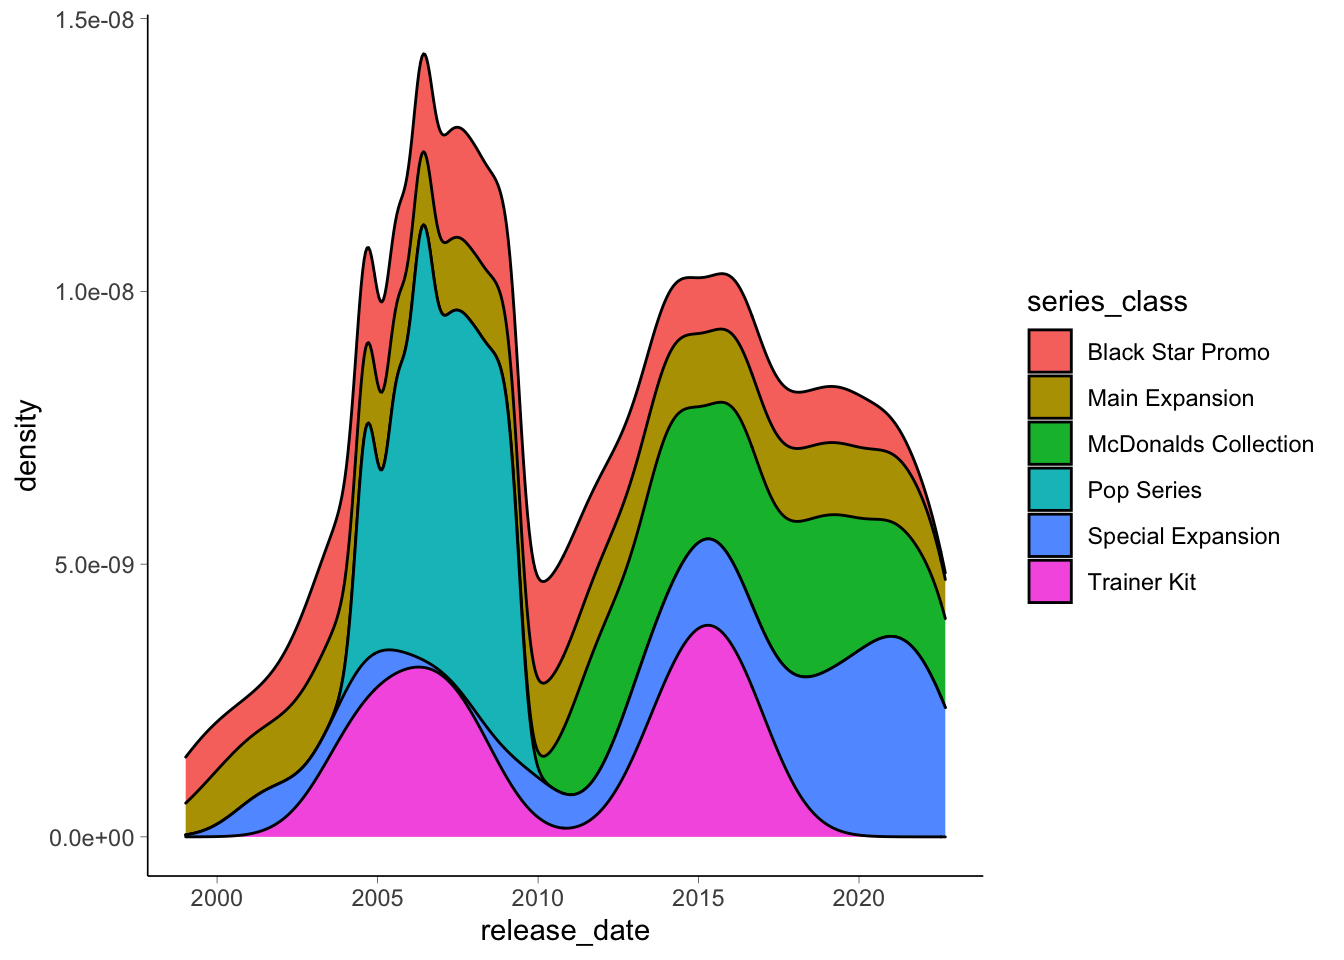 1.5e-08
1.0e-08
5.0e-09
0.0e+00
density
2000 2005 2010 2015 2020
release_date
series_class
Black Star Promo
Main Expansion
McDonalds Collection
Pop Series
Special Expansion
Trainer Kit